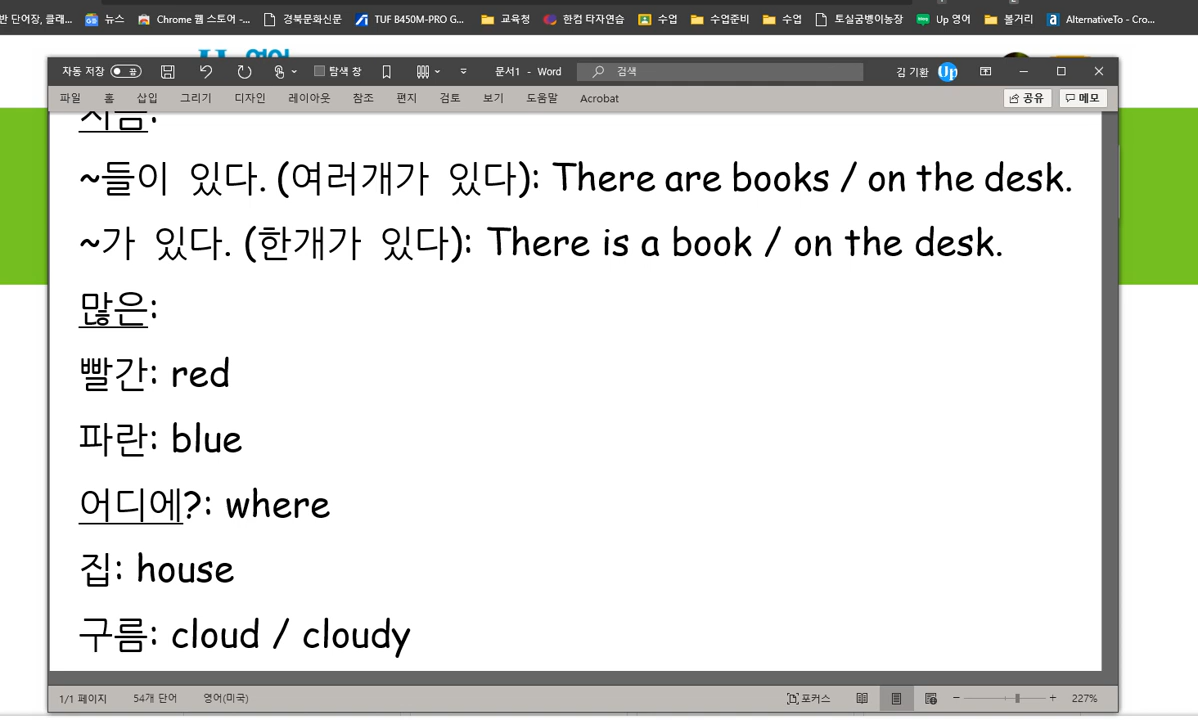 반 단어장, 클래... 뉴스 Chrome 웹 스토어 -... 경북문화신문 TUF B450M-PRO G... 교육청 한컴 타자연습 수업 수업준비 수업 토실굼벵이농장 Up 영어 볼거리 AlternativeTo - Cro...
자동 저장 끔 탐색 창 문서1 - Word 검색 김 기환 Up
파일 홈 삽입 그리기 디자인 레이아웃 참조 편지 검토 보기 도움말 Acrobat 공유 메모
~들이 있다. (여러개가 있다): There are books / on the desk.
~가 있다. (한개가 있다): There is a book / on the desk.
많은:
빨간: red
파란: blue
어디에?: where
집: house
구름: cloud / cloudy
1/1 페이지 54개 단어 영어(미국) 포커스 227%